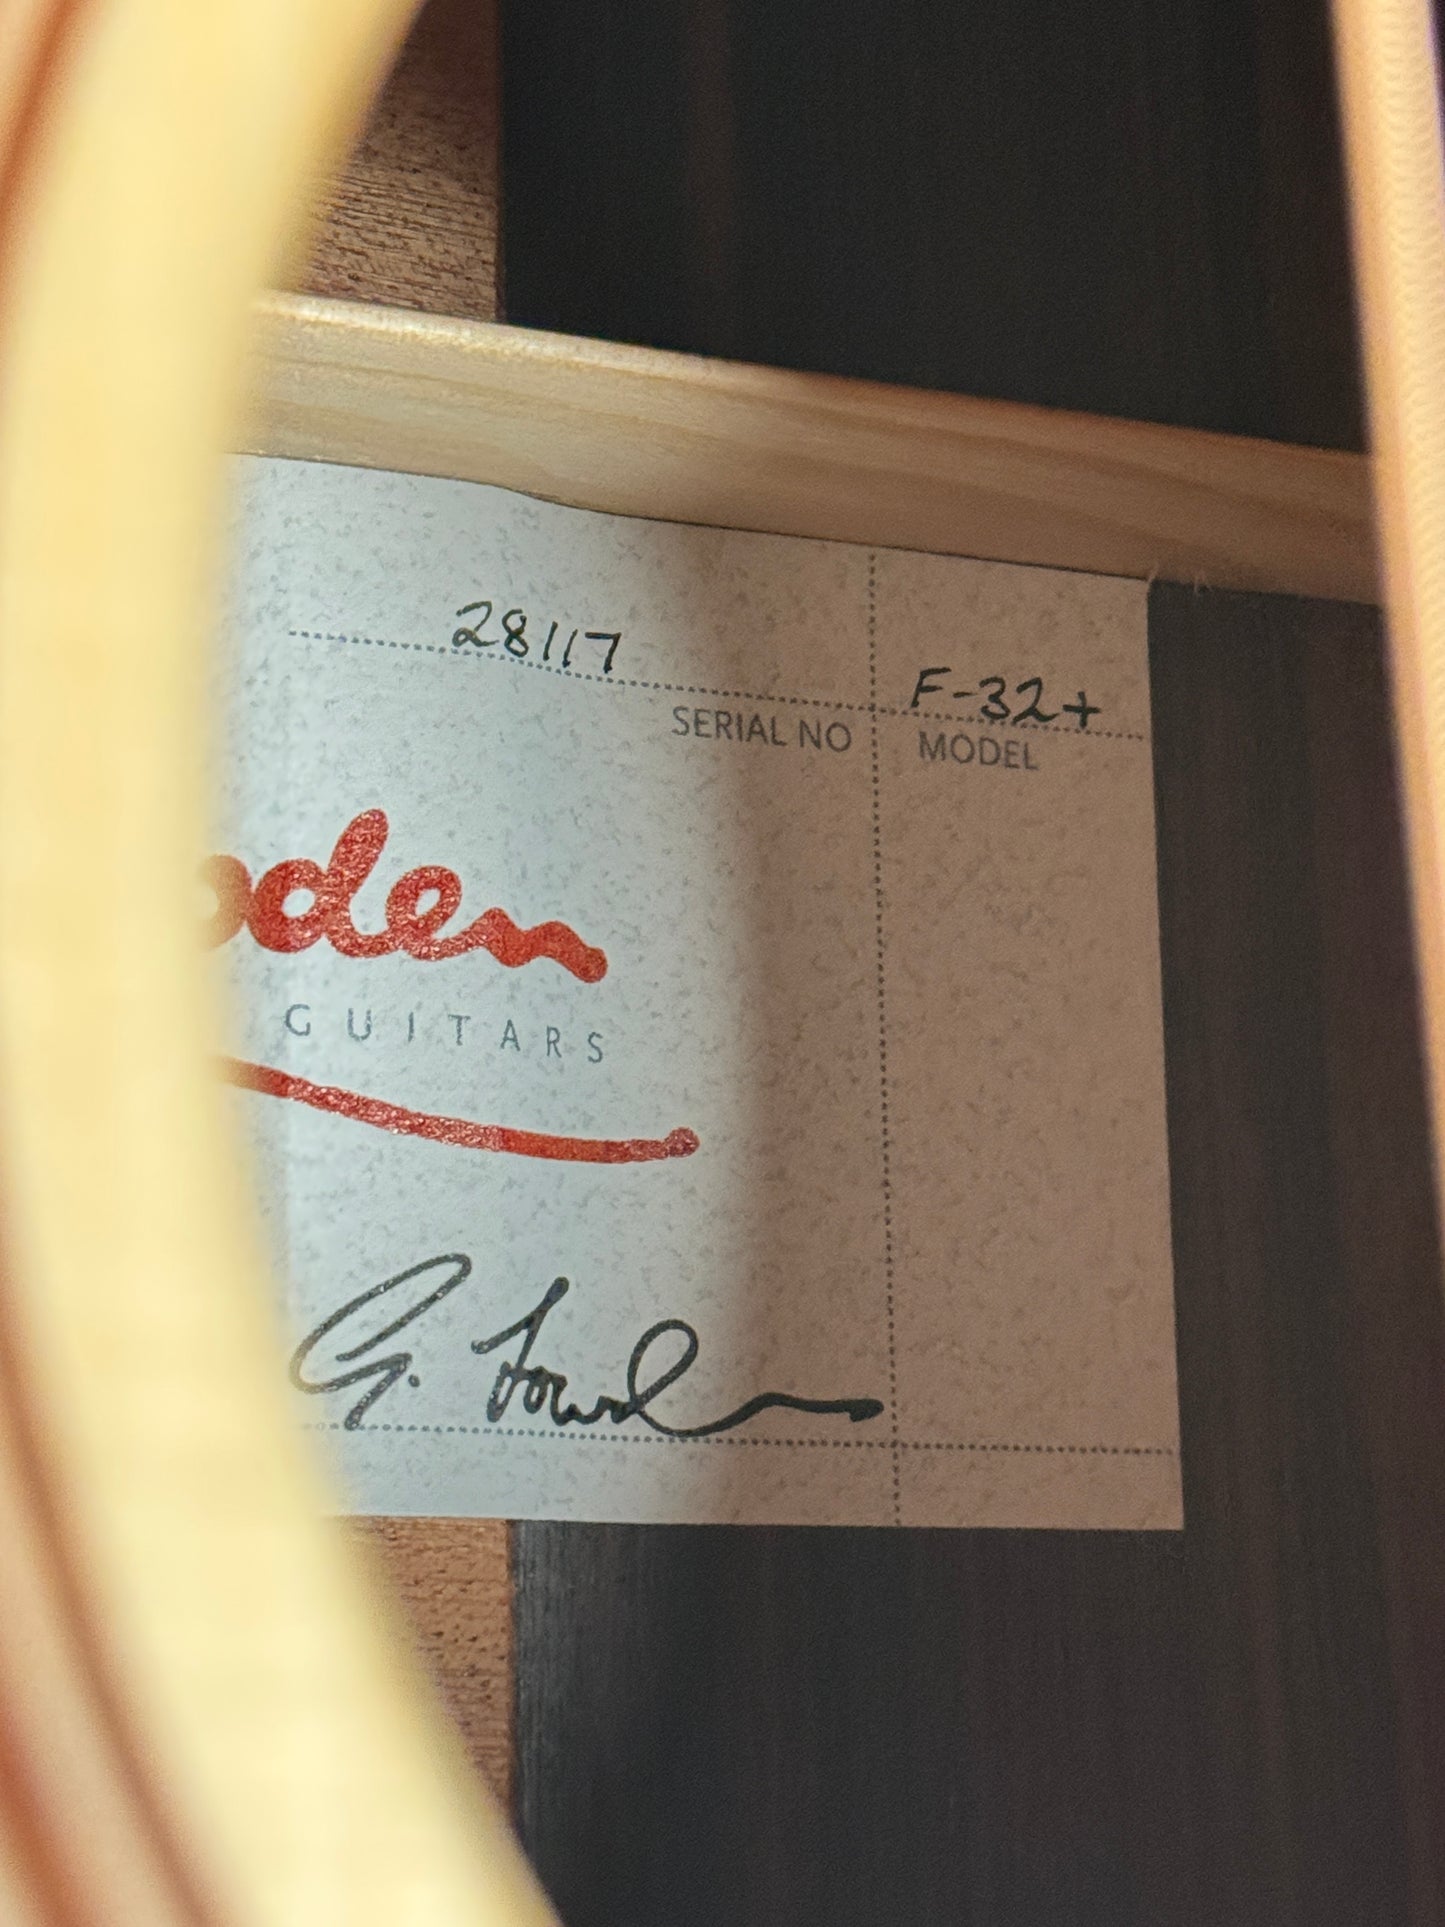 28117
F-32+
SERIAL NO
MODEL
oden
GUITARS